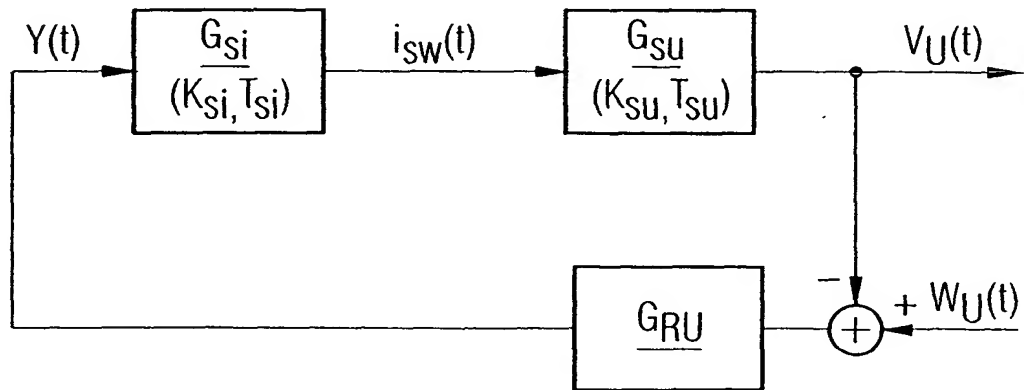 Y(t)
G_Si
(K_Si, T_Si)
i_SW(t)
G_SU
(K_SU, T_SU)
V_U(t)
−
+
W_U(t)
+
G_RU